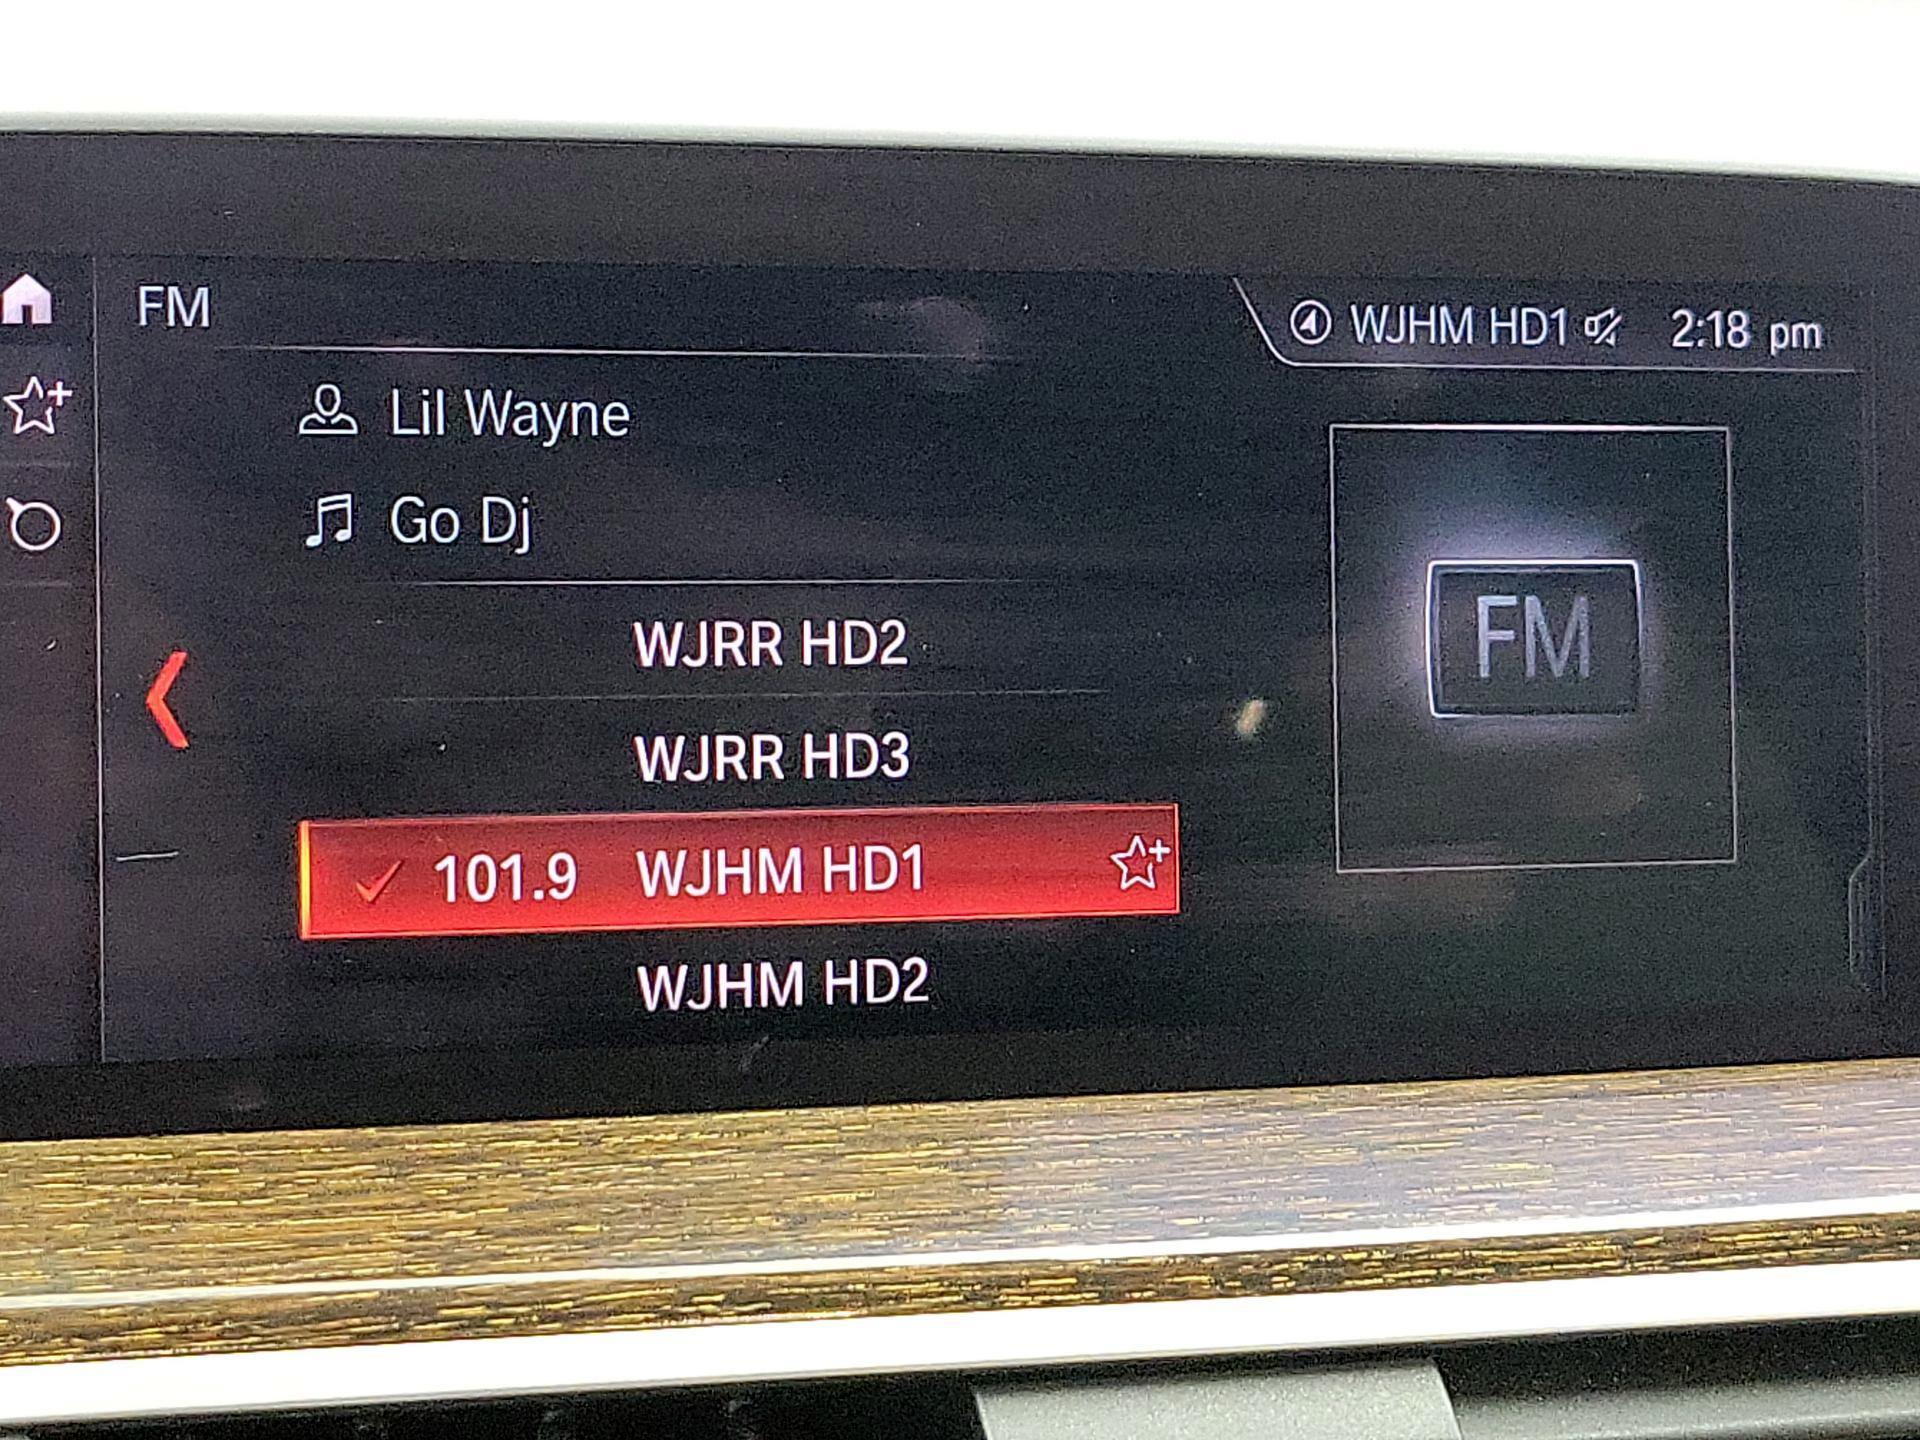 FM
WJHM HD1 2:18 pm
Lil Wayne
Go Dj
FM
WJRR HD2
WJRR HD3
101.9 WJHM HD1
WJHM HD2